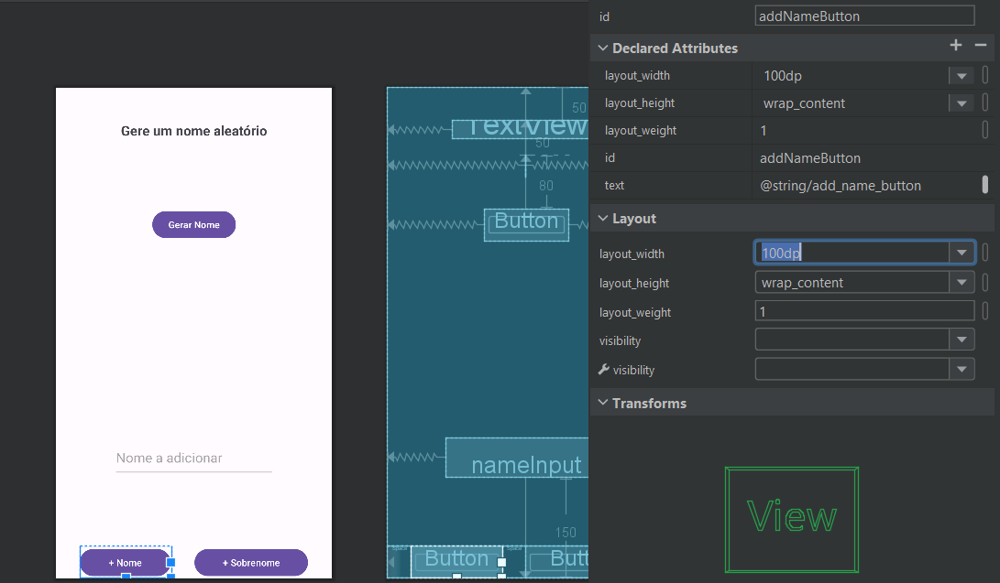 id addNameButton
Declared Attributes
layout_width 100dp
layout_height wrap_content
layout_weight 1
id addNameButton
text @string/add_name_button
Layout
layout_width 100dp
layout_height wrap_content
layout_weight 1
visibility
visibility
Transforms
View
Gere um nome aleatório
Gerar Nome
Nome a adicionar
+ Nome
+ Sobrenome
50
TextView
50
80
Button
nameInput
150
Space
Button
Space
Butt